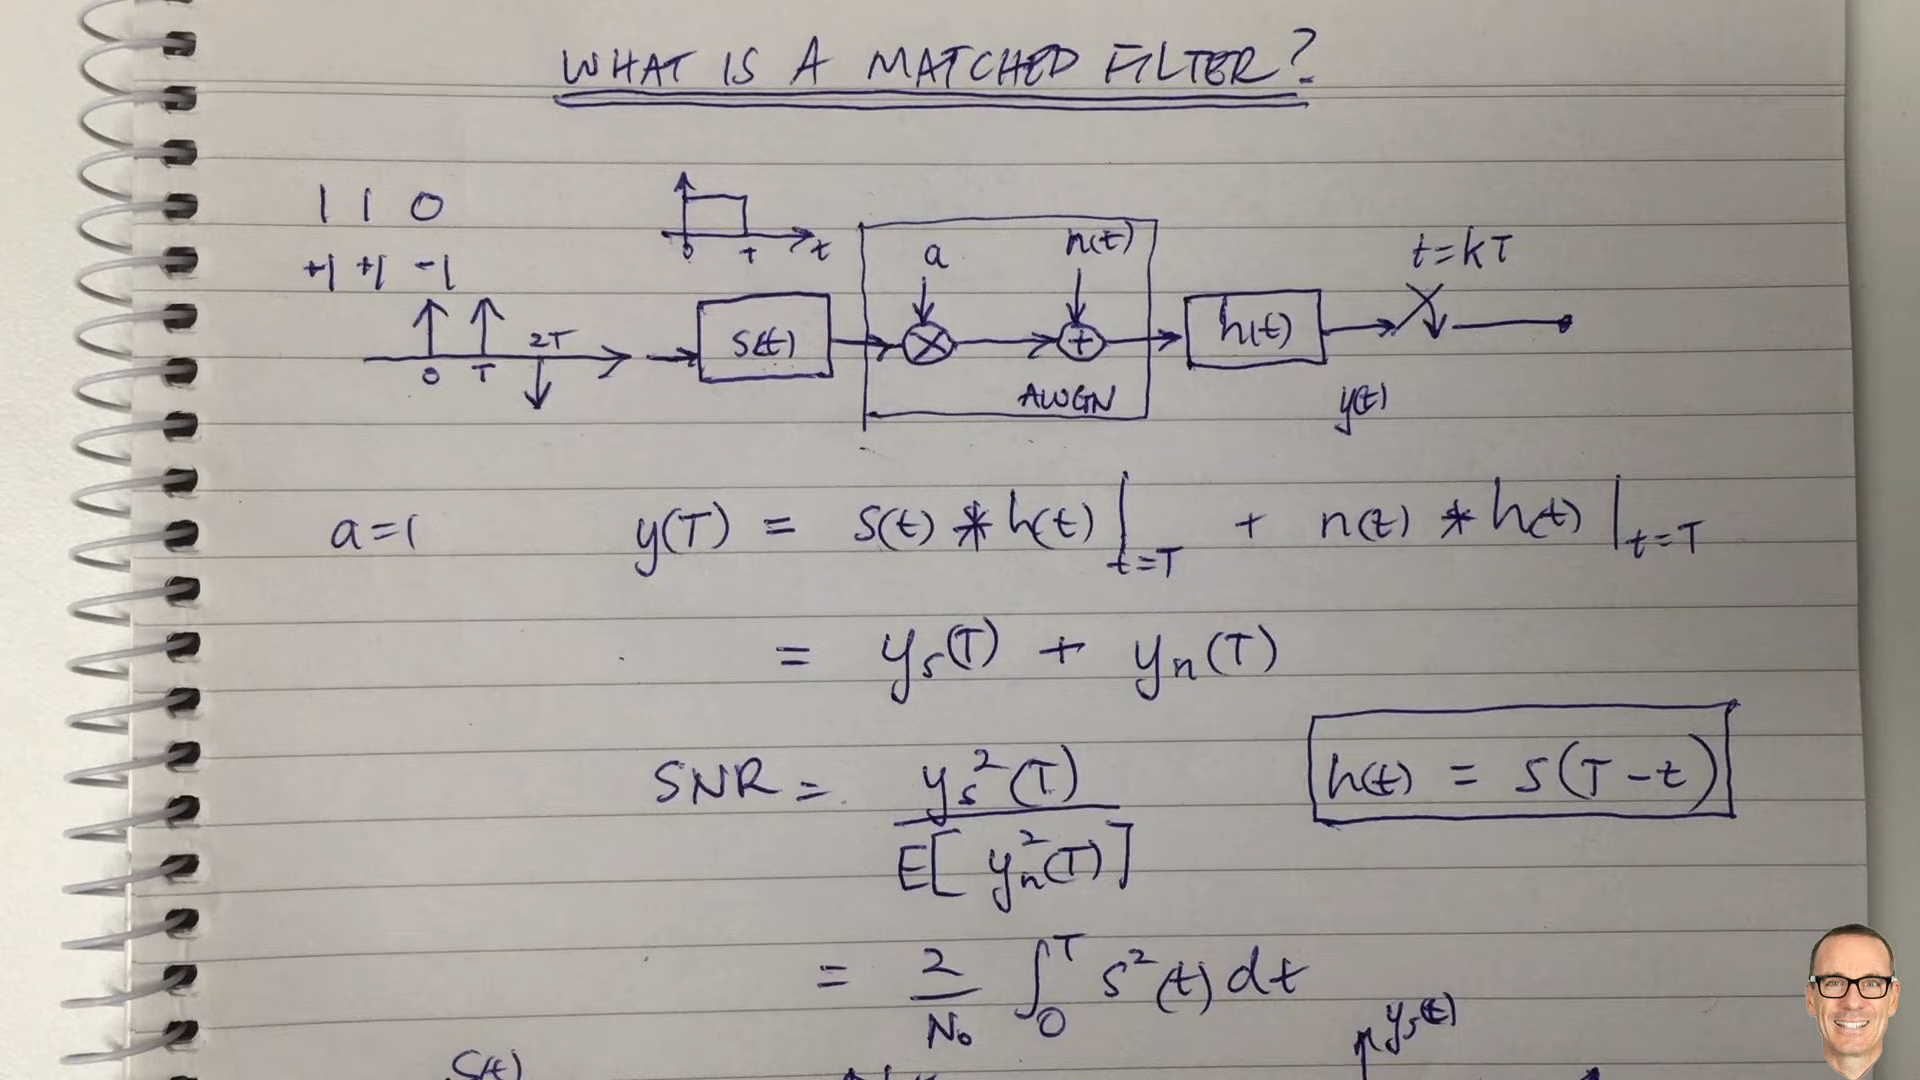 WHAT IS A MATCHED FILTER?
1 1 0
+1 +1 -1
0 T 2T
0 T t
s(t)
a
n(t)
AWGN
h(t)
t=kT
y(t)
a=1 y(T) = s(t) * h(t) |t=T + n(t) * h(t) |t=T
= ys(T) + yn(T)
SNR = ys²(T) / E[yn²(T)]
h(t) = s(T-t)
= 2/N₀ ∫₀ᵀ s²(t) dt
s(t)
ys(t)